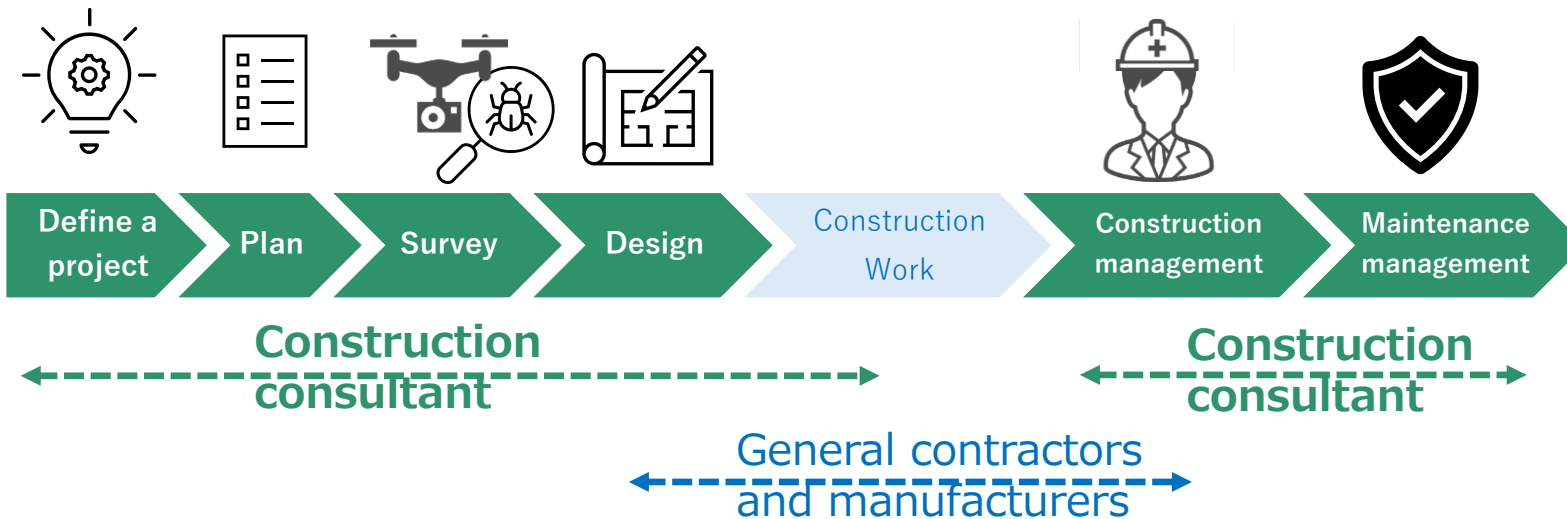 Define a
project
Plan
Survey
Design
Construction
Work
Construction
management
Maintenance
management
Construction
consultant
Construction
consultant
General contractors
and manufacturers